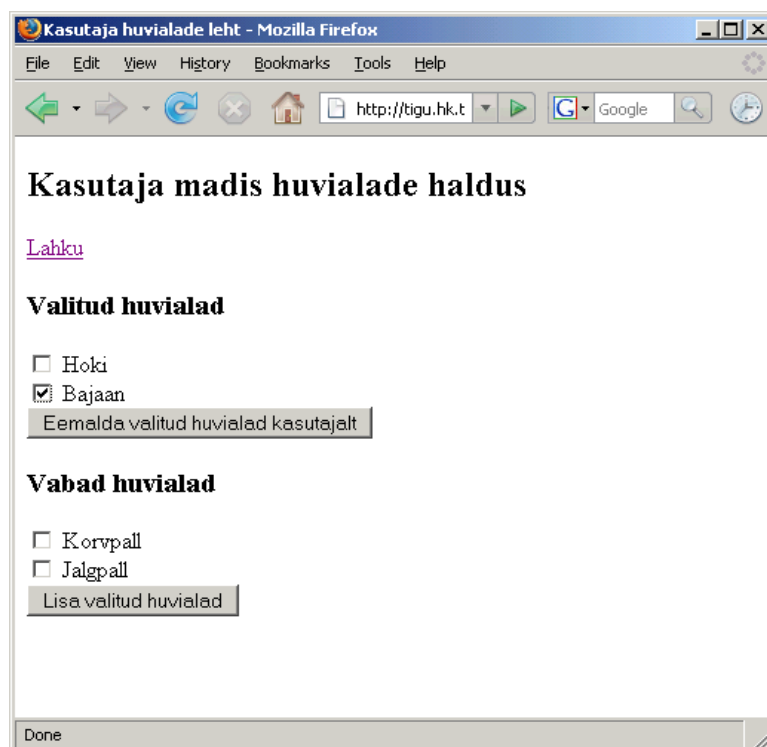 Kasutaja huvialade leht - Mozilla Firefox
File Edit View History Bookmarks Tools Help
http://tigu.hk.t G Google
Kasutaja madis huvialade haldus
Lahku
Valitud huvialad
Hoki
Bajaan
Eemalda valitud huvialad kasutajalt
Vabad huvialad
Korvpall
Jalgpall
Lisa valitud huvialad
Done